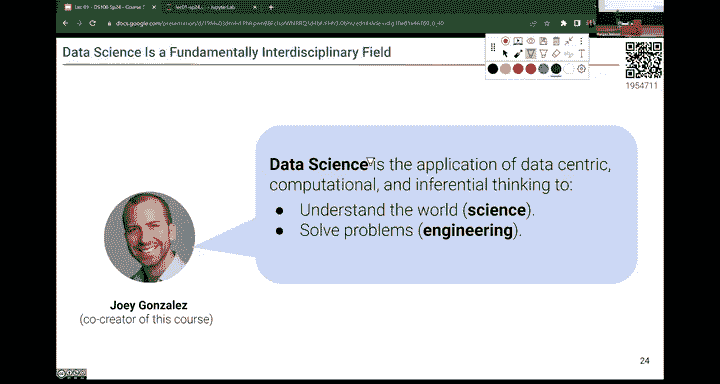 Data Science Is a Fundamentally Interdisciplinary Field
1954711
Data Science is the application of data centric,
computational, and inferential thinking to:
● Understand the world (science).
● Solve problems (engineering).
Joey Gonzalez
(co-creator of this course)
24